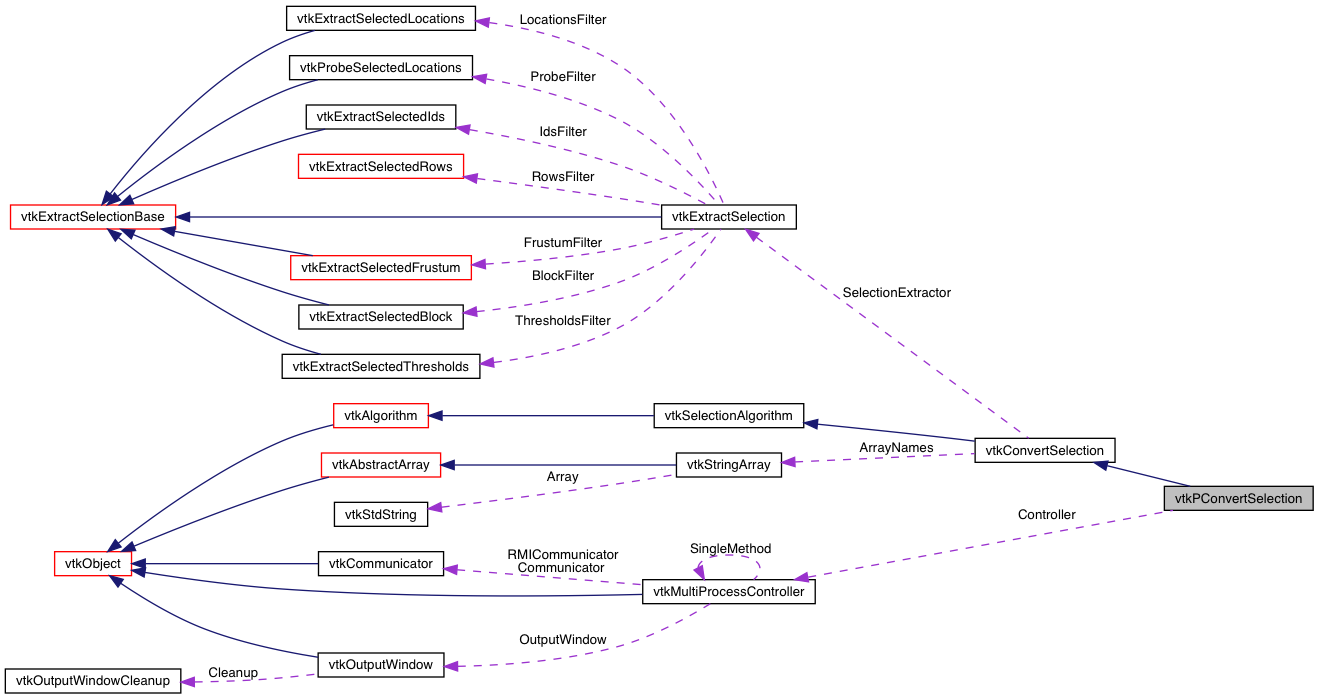 vtkExtractSelectedLocations
LocationsFilter
vtkProbeSelectedLocations
ProbeFilter
vtkExtractSelectedIds
IdsFilter
vtkExtractSelectedRows
RowsFilter
vtkExtractSelectionBase
vtkExtractSelection
FrustumFilter
vtkExtractSelectedFrustum
BlockFilter
vtkExtractSelectedBlock
SelectionExtractor
ThresholdsFilter
vtkExtractSelectedThresholds
vtkAlgorithm
vtkSelectionAlgorithm
ArrayNames
vtkConvertSelection
vtkAbstractArray
vtkStringArray
Array
vtkPConvertSelection
vtkStdString
Controller
SingleMethod
RMICommunicator
Communicator
vtkObject
vtkCommunicator
vtkMultiProcessController
OutputWindow
vtkOutputWindow
Cleanup
vtkOutputWindowCleanup